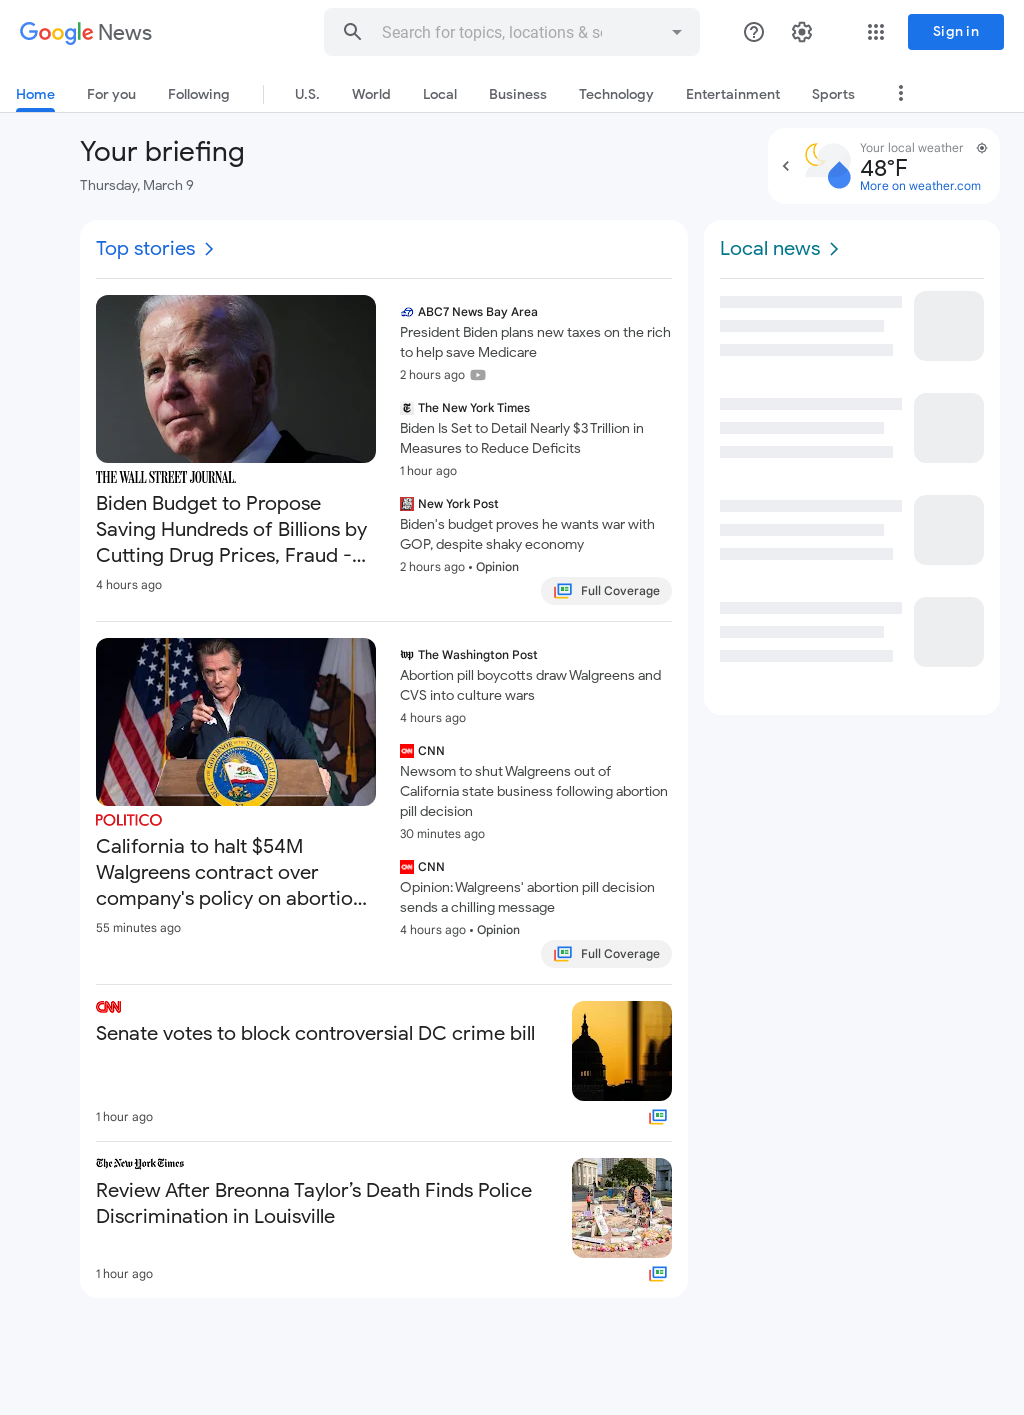 Google News
Search for topics, locations & s
Sign in
Home
For you
Following
U.S.
World
Local
Business
Technology
Entertainment
Sports
Your briefing
Thursday, March 9
Your local weather
48°F
More on weather.com
Top stories
THE WALL STREET JOURNAL.
Biden Budget to Propose
Saving Hundreds of Billions by
Cutting Drug Prices, Fraud -...
4 hours ago
ABC7 News Bay Area
President Biden plans new taxes on the rich
to help save Medicare
2 hours ago
The New York Times
Biden Is Set to Detail Nearly $3 Trillion in
Measures to Reduce Deficits
1 hour ago
New York Post
Biden's budget proves he wants war with
GOP, despite shaky economy
2 hours ago • Opinion
Full Coverage
POLITICO
California to halt $54M
Walgreens contract over
company's policy on abortio...
55 minutes ago
wp The Washington Post
Abortion pill boycotts draw Walgreens and
CVS into culture wars
4 hours ago
CNN CNN
Newsom to shut Walgreens out of
California state business following abortion
pill decision
30 minutes ago
CNN CNN
Opinion: Walgreens' abortion pill decision
sends a chilling message
4 hours ago • Opinion
Full Coverage
CNN
Senate votes to block controversial DC crime bill
1 hour ago
The New York Times
Review After Breonna Taylor’s Death Finds Police
Discrimination in Louisville
1 hour ago
Local news